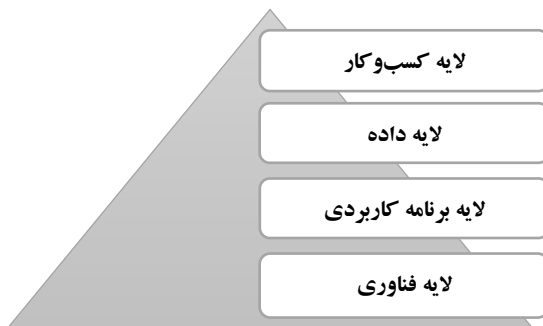 لایه کسب‌وکار
لایه داده
لایه برنامه کاربردی
لایه فناوری